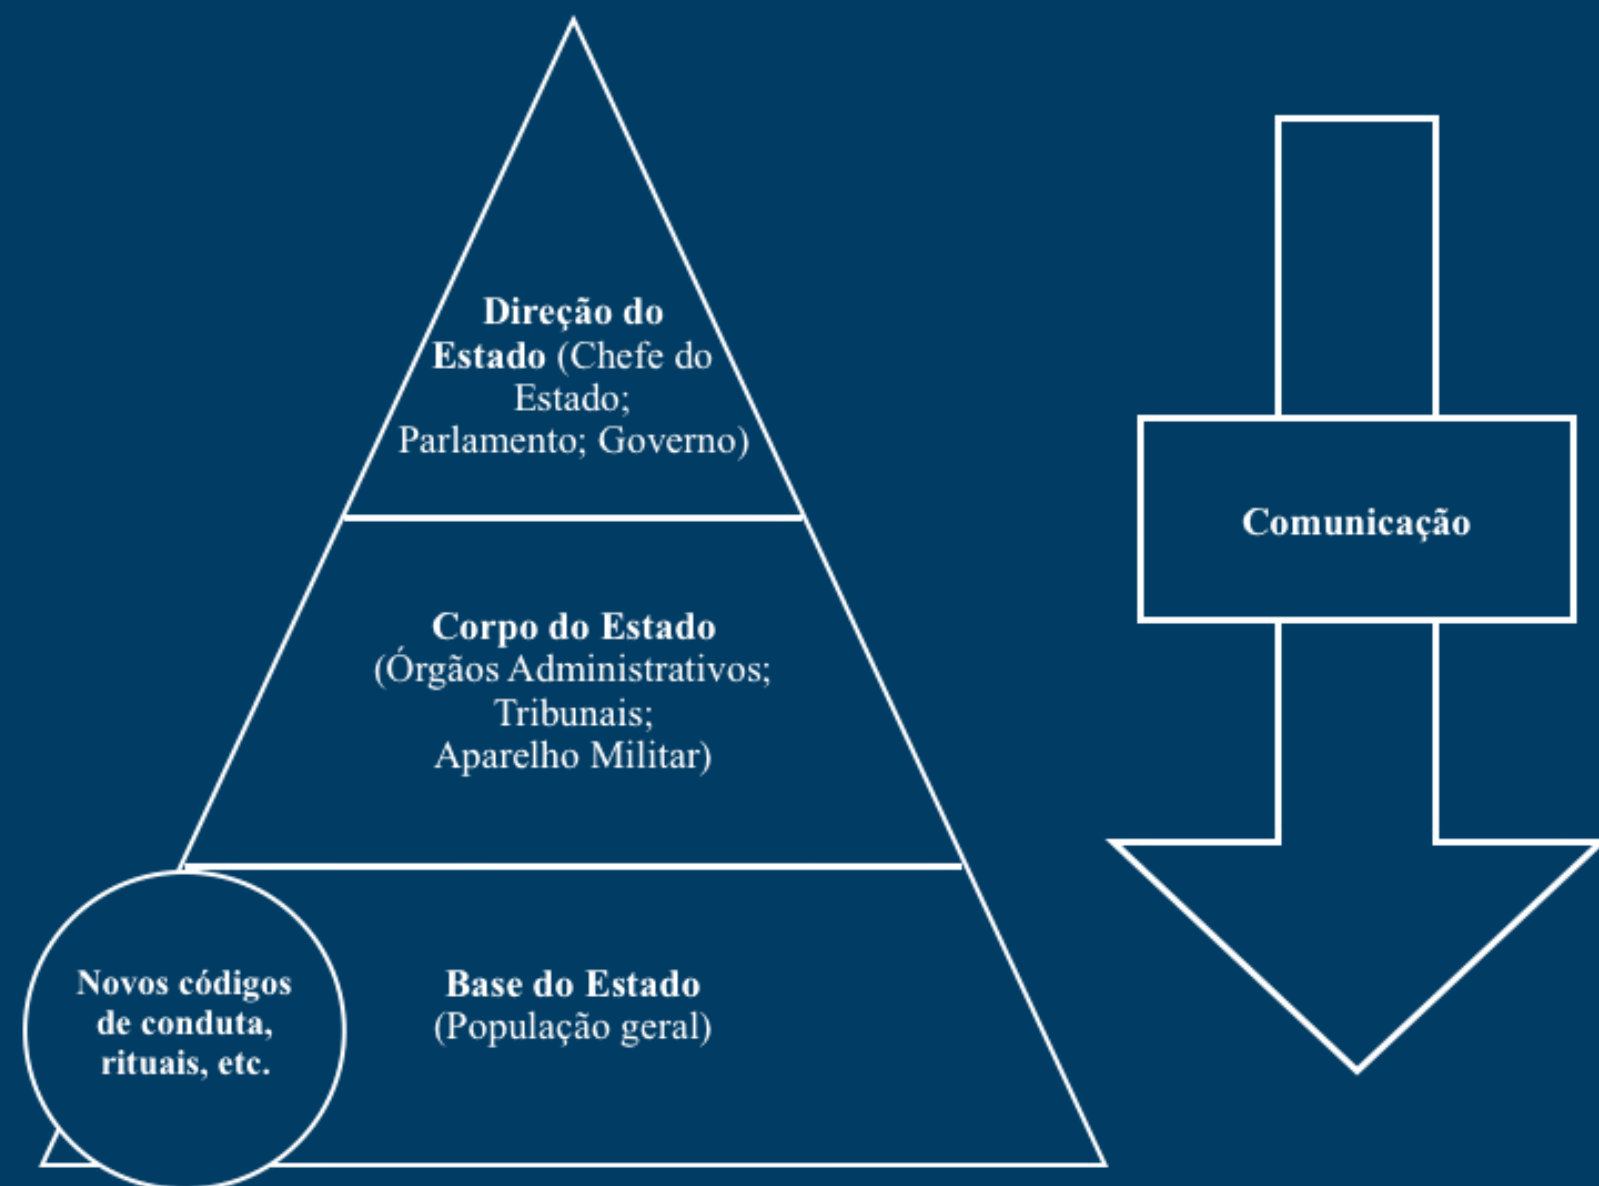 Direção do
Estado (Chefe do
Estado;
Parlamento; Governo)
Comunicação
Corpo do Estado
(Órgãos Administrativos;
Tribunais;
Aparelho Militar)
Novos códigos
de conduta,
rituais, etc.
Base do Estado
(População geral)